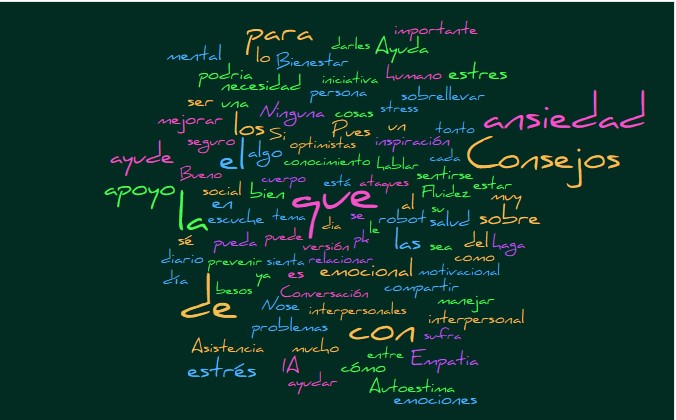 para importante
darles Ayuda
mental lo Bienestar
podria necesidad iniciativa humano estres
persona sobrellevar
ser una Ninguna cosas stress
mejorar los Si Pues un tonto ansiedad
seguro optimistas inspiración
ayude el algo conocimiento hablar cada Consejos
Bueno cuerpo está ataques sentirse
apoyo social bien que Fluidez estar
la en al su muy
escuche tema dia se le robot salud sobre
sé pueda puede versión pk las sea del haga
diario prevenir sienta relacionar como
día ya es emocional motivacional
de besos Conversación compartir
Nose interpersonales manejar
problemas con interpersonal
sufra
Asistencia mucho entre Empatia
estrés IA cómo
ayudar Autoestima
emociones